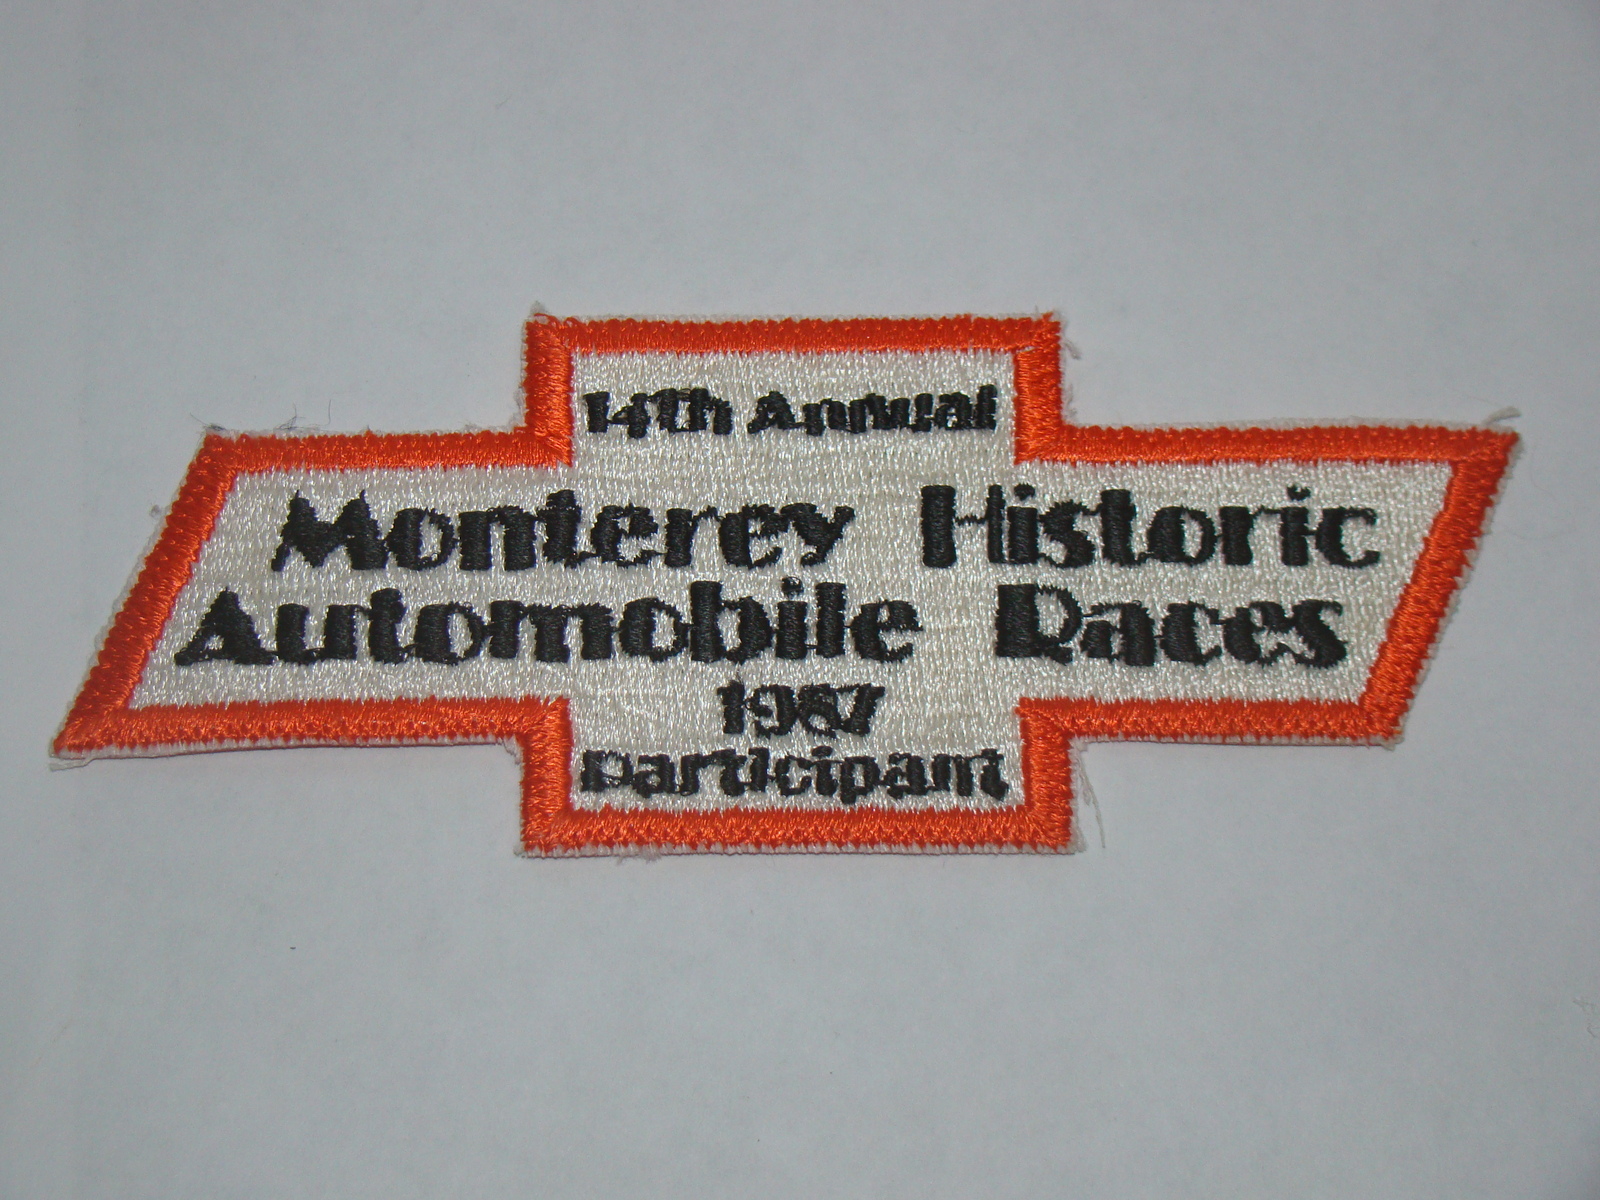 14th Annual
Monterey Historic
Automobile Races
1987
Participant